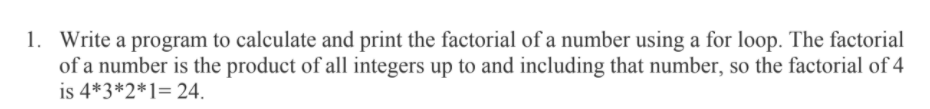 1. Write a program to calculate and print the factorial of a number using a for loop. The factorial
of a number is the product of all integers up to and including that number, so the factorial of 4
is 4*3*2*1= 24.